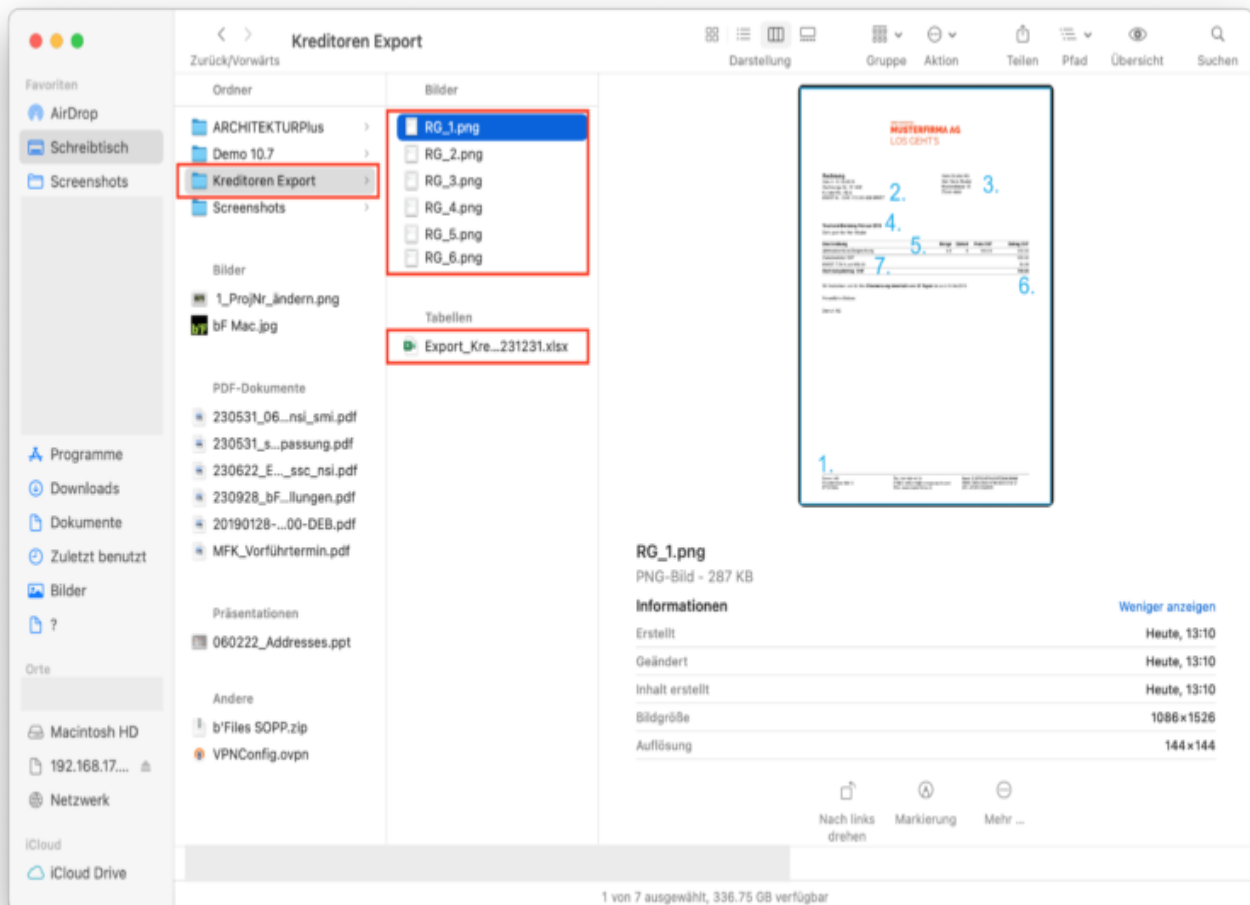 Kreditoren Export
Zurück/Vorwärts
Darstellung
Gruppe
Aktion
Teilen
Pfad
Übersicht
Suchen
Favoriten
AirDrop
Schreibtisch
Screenshots
Programme
Downloads
Dokumente
Zuletzt benutzt
Bilder
?
Orte
Macintosh HD
192.168.17....
Netzwerk
iCloud
iCloud Drive
Ordner
ARCHITEKTURPlus
Demo 10.7
Kreditoren Export
Screenshots
Bilder
1_ProjNr_ändern.png
bF Mac.jpg
PDF-Dokumente
230531_06...nsi_smi.pdf
230531_s...passung.pdf
230622_E..._ssc_nsi.pdf
230928_bF...llungen.pdf
20190128-...00-DEB.pdf
MFK_Vorführtermin.pdf
Präsentationen
060222_Addresses.ppt
Andere
b'Files SOPP.zip
VPNConfig.ovpn
Bilder
RG_1.png
RG_2.png
RG_3.png
RG_4.png
RG_5.png
RG_6.png
Tabellen
Export_Kre...231231.xlsx
MUSTERFIRMA AG
LOS GEHTS
Rechnung
2.
3.
4.
5.
7.
6.
1.
RG_1.png
PNG-Bild - 287 KB
Informationen
Weniger anzeigen
Erstellt Heute, 13:10
Geändert Heute, 13:10
Inhalt erstellt Heute, 13:10
Bildgröße 1086×1526
Auflösung 144×144
Nach links drehen
Markierung
Mehr ...
1 von 7 ausgewählt, 336.75 GB verfügbar